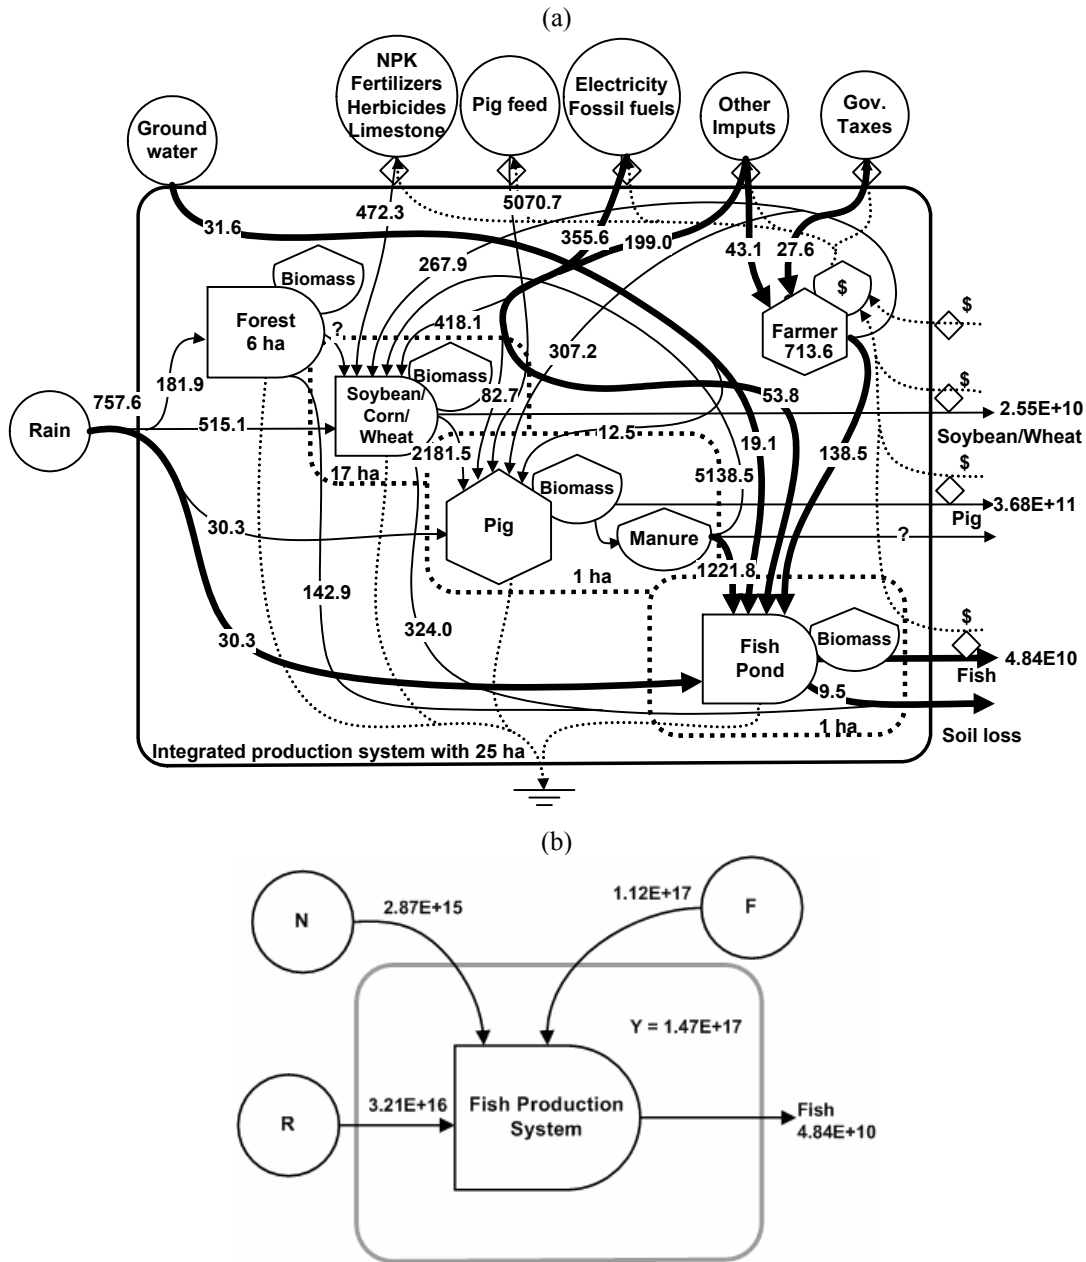 (a)
NPK
Fertilizers
Herbicides
Limestone
Pig feed
Electricity
Fossil fuels
Other
Imputs
Gov.
Taxes
Ground
water
5070.7
472.3
31.6
355.6
199.0
43.1
27.6
267.9
Biomass
$
$
Forest
6 ha
?
418.1
Farmer
713.6
307.2
181.9
757.6
Biomass
$
Soybean/
Corn/
Wheat
82.7
53.8
2.55E+10
Rain
515.1
Soybean/Wheat
12.5
19.1
138.5
2181.5
$
17 ha
5138.5
Biomass
3.68E+11
Pig
Pig
30.3
Manure
?
1221.8
1 ha
142.9
$
30.3
324.0
Fish
Pond
Biomass
4.84E10
Fish
9.5
1 ha
Soil loss
Integrated production system with 25 ha
(b)
N
2.87E+15
1.12E+17
F
Y = 1.47E+17
R
3.21E+16
Fish Production
System
Fish
4.84E+10